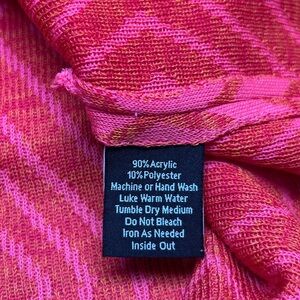 90% Acrylic
10% Polyester
Machine or Hand Wash
Luke Warm Water
Tumble Dry Medium
Do Not Bleach
Iron As Needed
Inside Out